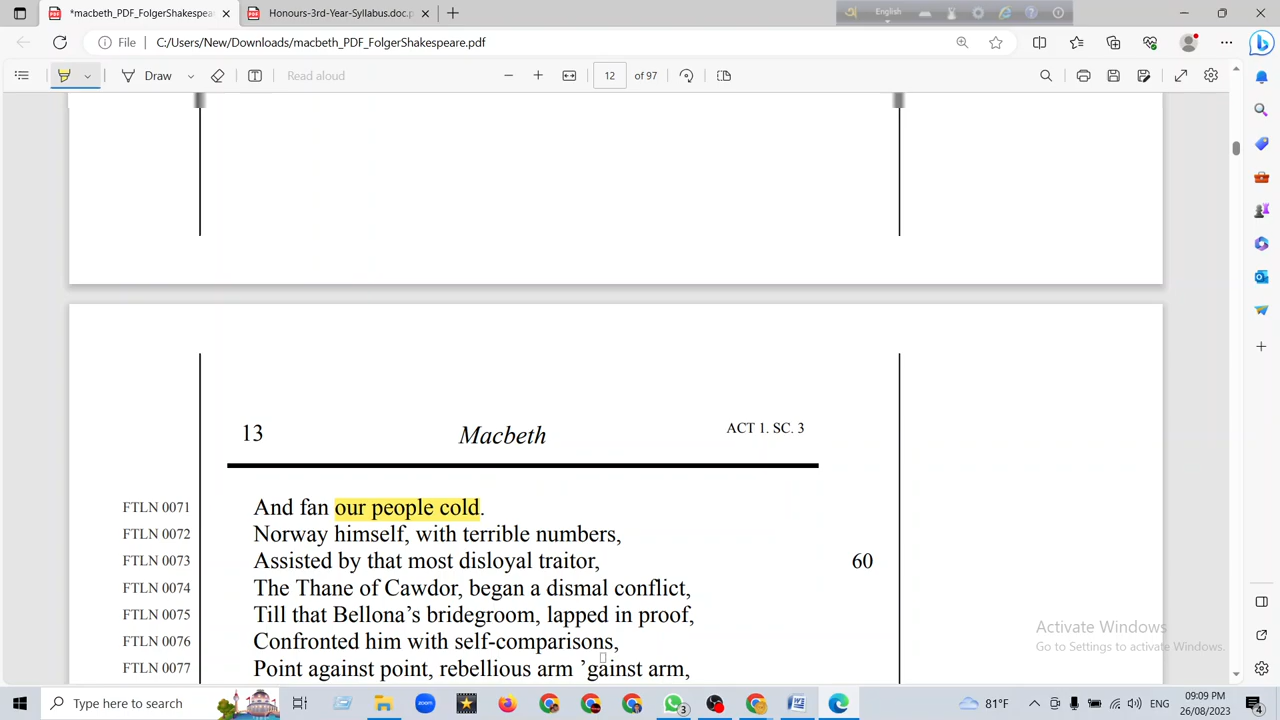 *macbeth_PDF_FolgerShakespea
Honours-3rd-Year-Syllabus.doc.p
English
File
C:/Users/New/Downloads/macbeth_PDF_FolgerShakespeare.pdf
Draw
Read aloud
12
of 97
13
Macbeth
ACT 1. SC. 3
FTLN 0071 And fan our people cold.
FTLN 0072 Norway himself, with terrible numbers,
FTLN 0073 Assisted by that most disloyal traitor, 60
FTLN 0074 The Thane of Cawdor, began a dismal conflict,
FTLN 0075 Till that Bellona’s bridegroom, lapped in proof,
FTLN 0076 Confronted him with self-comparisons,
FTLN 0077 Point against point, rebellious arm ’gainst arm,
Activate Windows
Go to Settings to activate Windows.
Type here to search
zoom
3
81°F
09:09 PM
26/08/2023
4